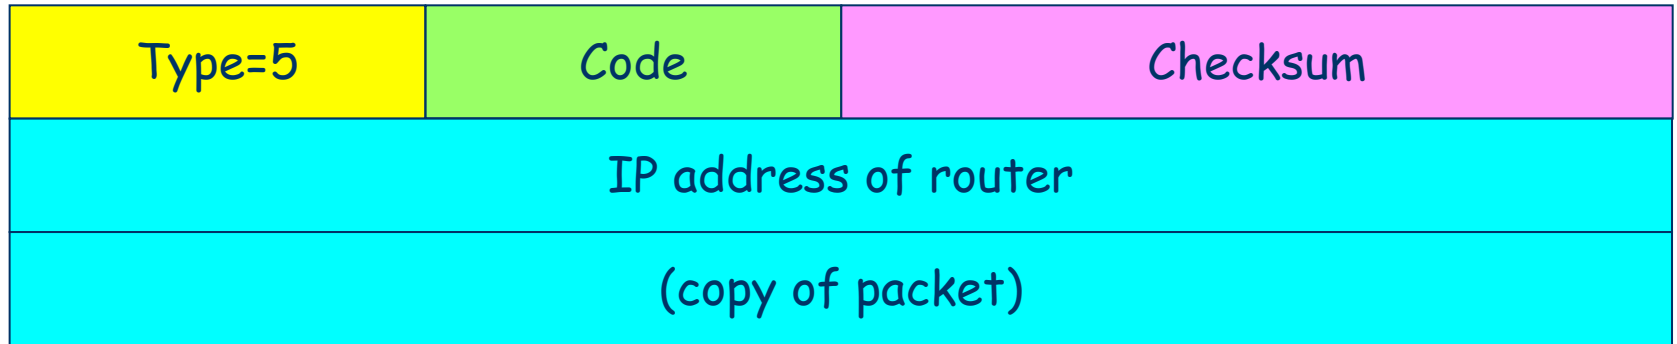 Type=5 Code Checksum
IP address of router
(copy of packet)